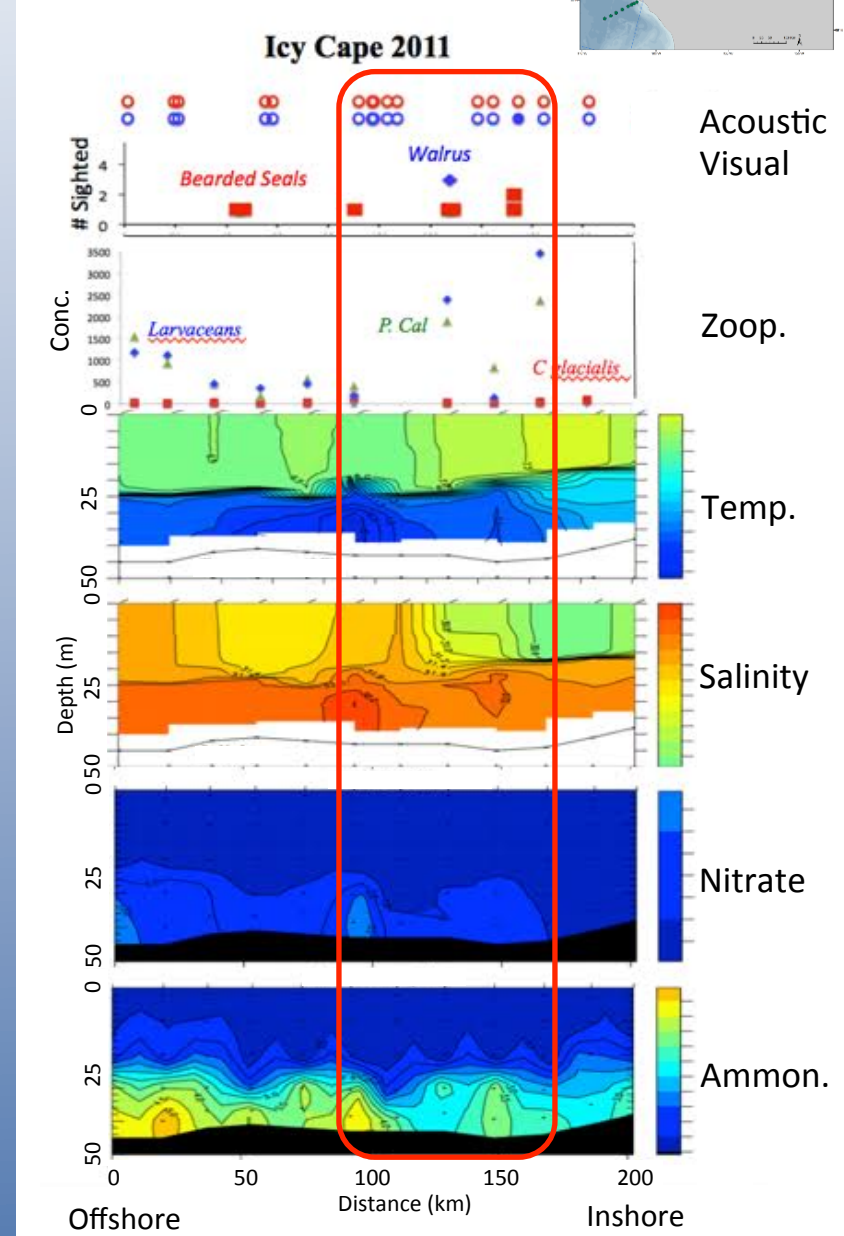 Icy Cape 2011
Acoustic
Visual
# Sighted
4
2
0
Bearded Seals
Walrus
Conc.
3500
3000
2500
2000
1500
1000
500
0
Larvaceans
P. Cal
C glacialis
Zoop.
0
25
50
Temp.
Depth (m)
0
25
50
Salinity
0
25
50
Nitrate
0
25
50
Ammon.
0 50 100 150 200
Distance (km)
Offshore
Inshore